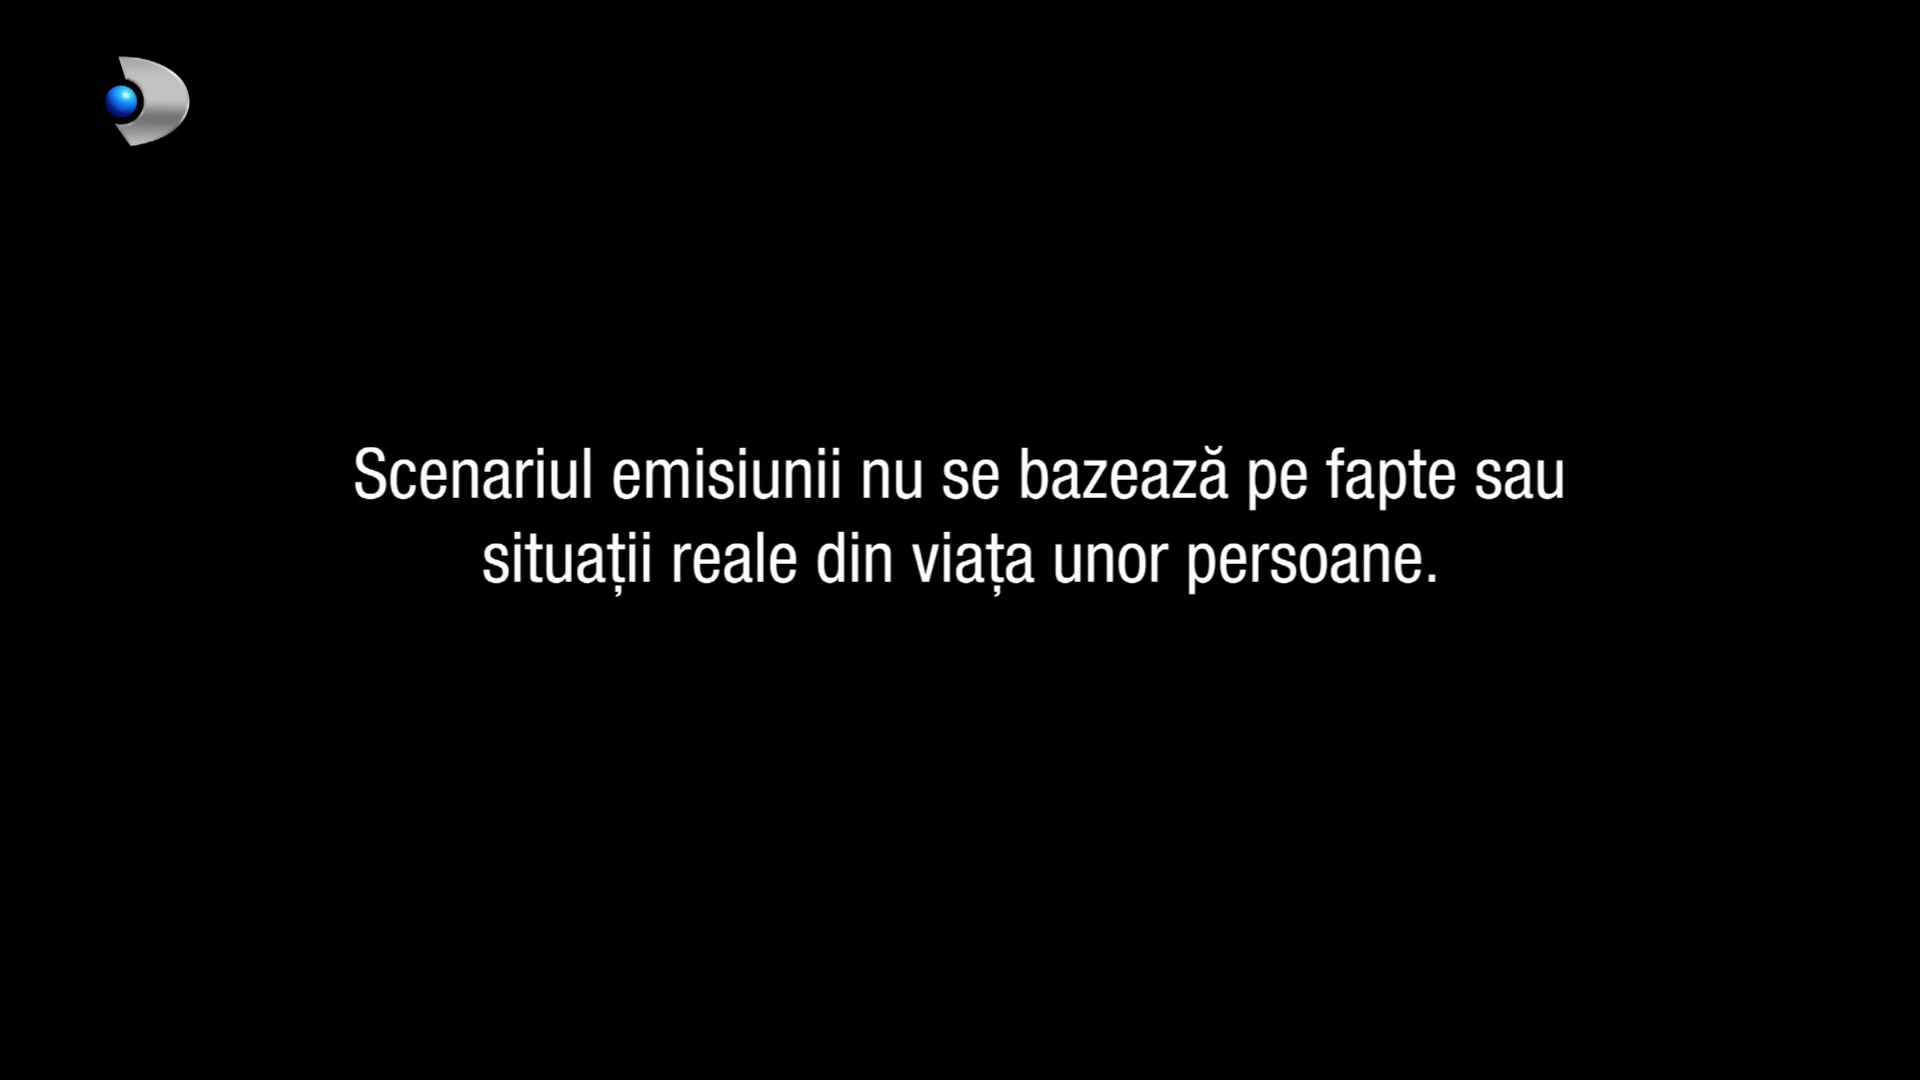 Scenariul emisiunii nu se bazează pe fapte sau
situații reale din viața unor persoane.